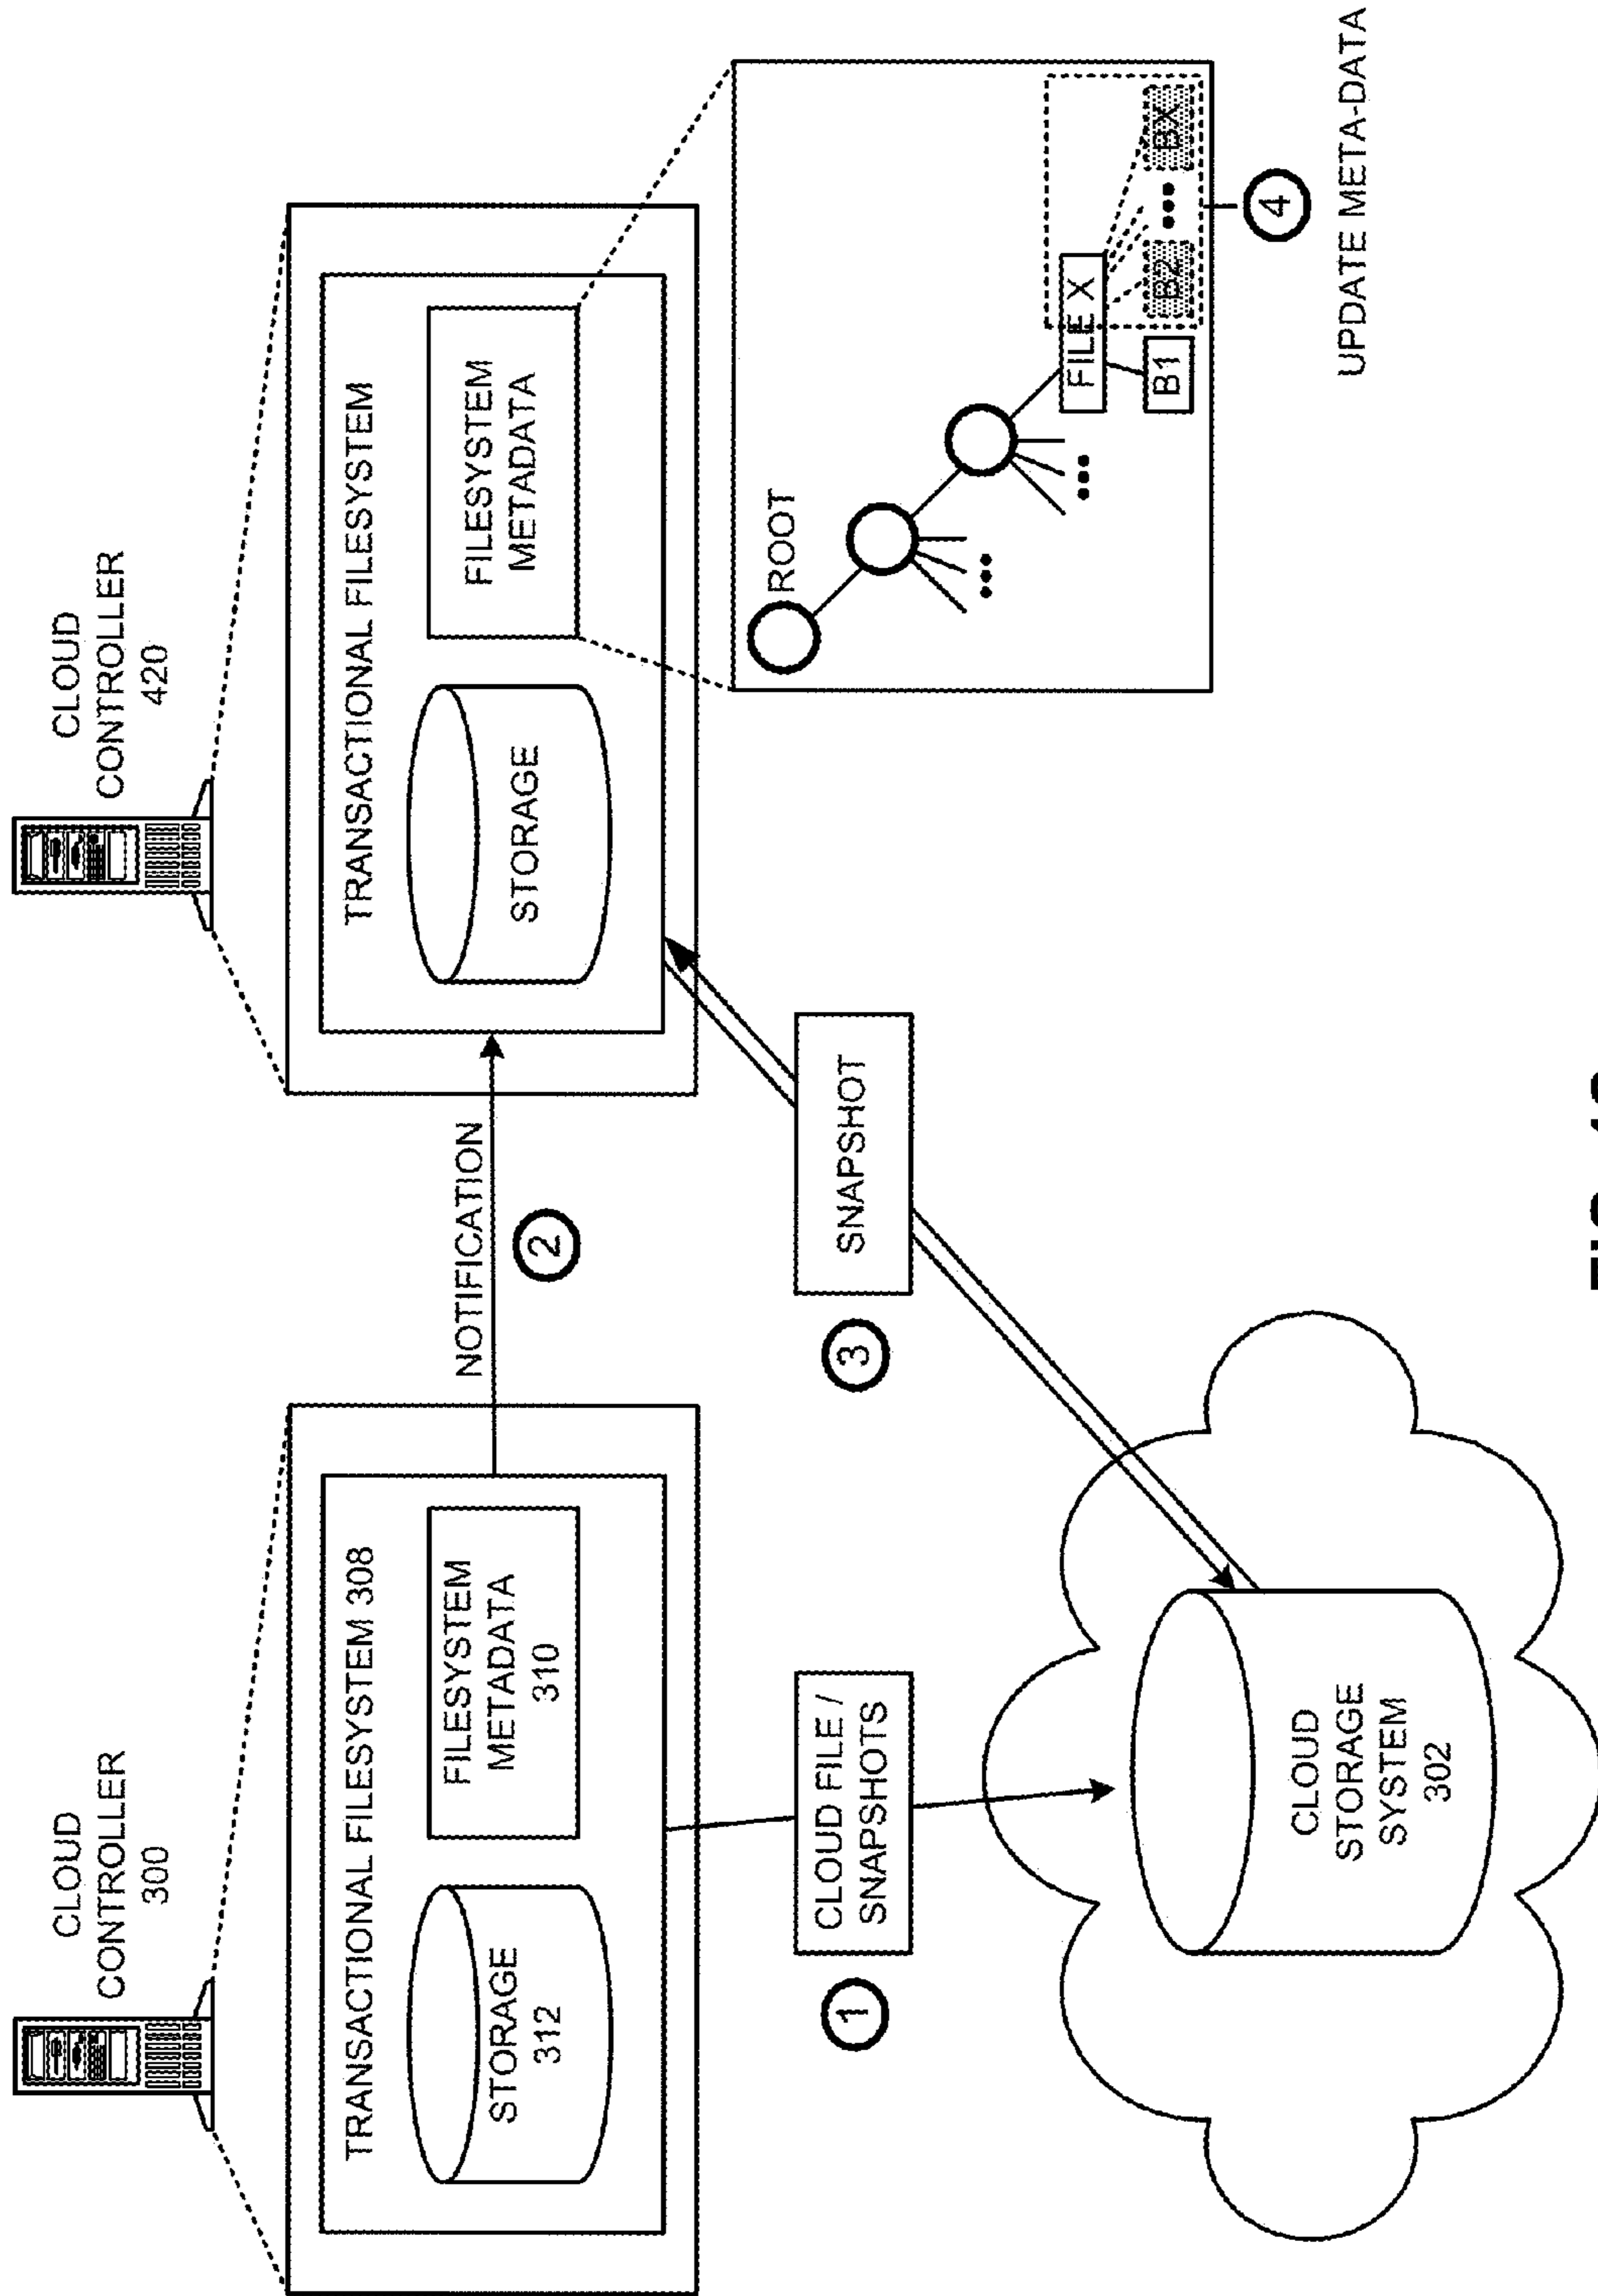 CLOUD
CONTROLLER
300
TRANSACTIONAL FILESYSTEM 308
STORAGE
312
FILESYSTEM
METADATA
310
NOTIFICATION
2
CLOUD
CONTROLLER
420
TRANSACTIONAL FILESYSTEM
STORAGE
FILESYSTEM
METADATA
1
CLOUD FILE /
SNAPSHOTS
3
SNAPSHOT
CLOUD
STORAGE
SYSTEM
302
ROOT
FILE X
B1
B2
BX
4
UPDATE META-DATA